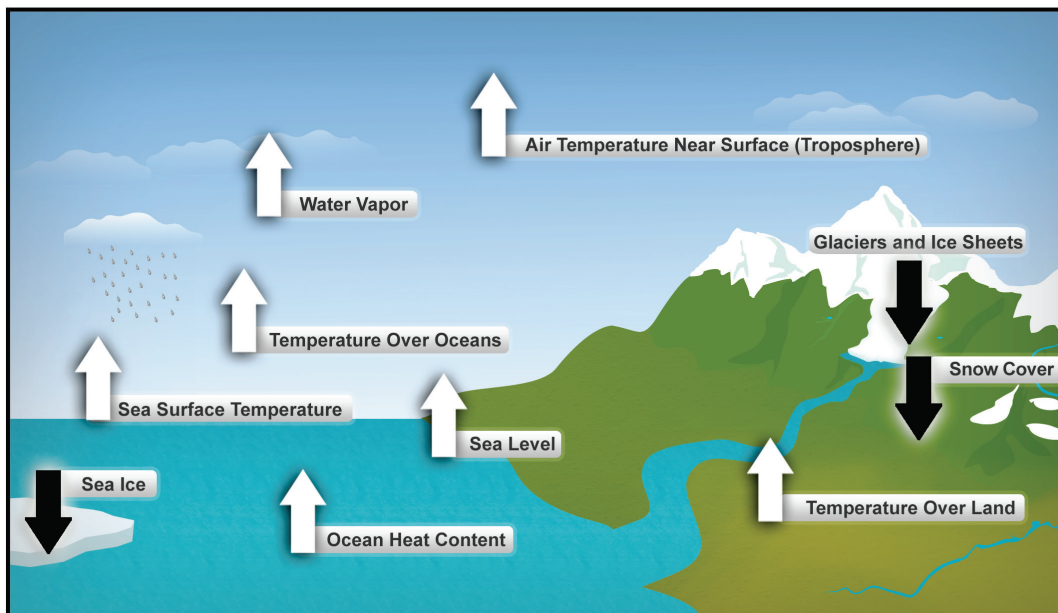 Air Temperature Near Surface (Troposphere)
Water Vapor
Glaciers and Ice Sheets
Temperature Over Oceans
Snow Cover
Sea Surface Temperature
Sea Level
Sea Ice
Temperature Over Land
Ocean Heat Content